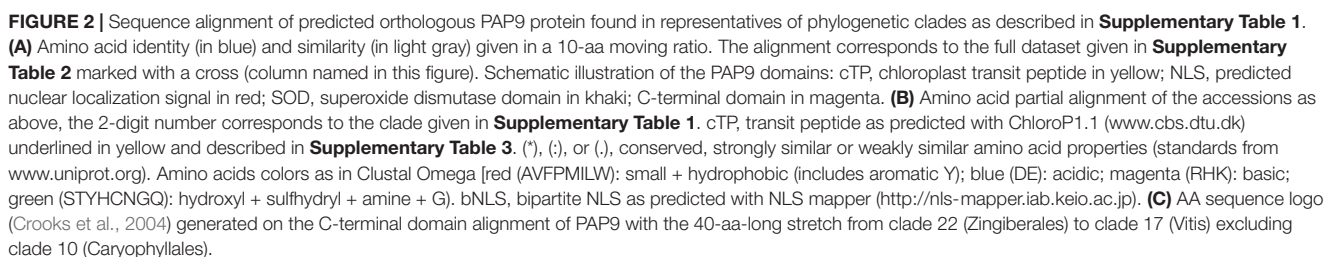 FIGURE 2 | Sequence alignment of predicted orthologous PAP9 protein found in representatives of phylogenetic clades as described in Supplementary Table 1.
(A) Amino acid identity (in blue) and similarity (in light gray) given in a 10-aa moving ratio. The alignment corresponds to the full dataset given in Supplementary
Table 2 marked with a cross (column named in this figure). Schematic illustration of the PAP9 domains: cTP, chloroplast transit peptide in yellow; NLS, predicted
nuclear localization signal in red; SOD, superoxide dismutase domain in khaki; C-terminal domain in magenta. (B) Amino acid partial alignment of the accessions as
above, the 2-digit number corresponds to the clade given in Supplementary Table 1. cTP, transit peptide as predicted with ChloroP1.1 (www.cbs.dtu.dk)
underlined in yellow and described in Supplementary Table 3. (*), (:), or (.), conserved, strongly similar or weakly similar amino acid properties (standards from
www.uniprot.org). Amino acids colors as in Clustal Omega [red (AVFPMILW): small + hydrophobic (includes aromatic Y); blue (DE): acidic; magenta (RHK): basic;
green (STYHCNGQ): hydroxyl + sulfhydryl + amine + G). bNLS, bipartite NLS as predicted with NLS mapper (http://nls-mapper.iab.keio.ac.jp). (C) AA sequence logo
(Crooks et al., 2004) generated on the C-terminal domain alignment of PAP9 with the 40-aa-long stretch from clade 22 (Zingiberales) to clade 17 (Vitis) excluding
clade 10 (Caryophyllales).